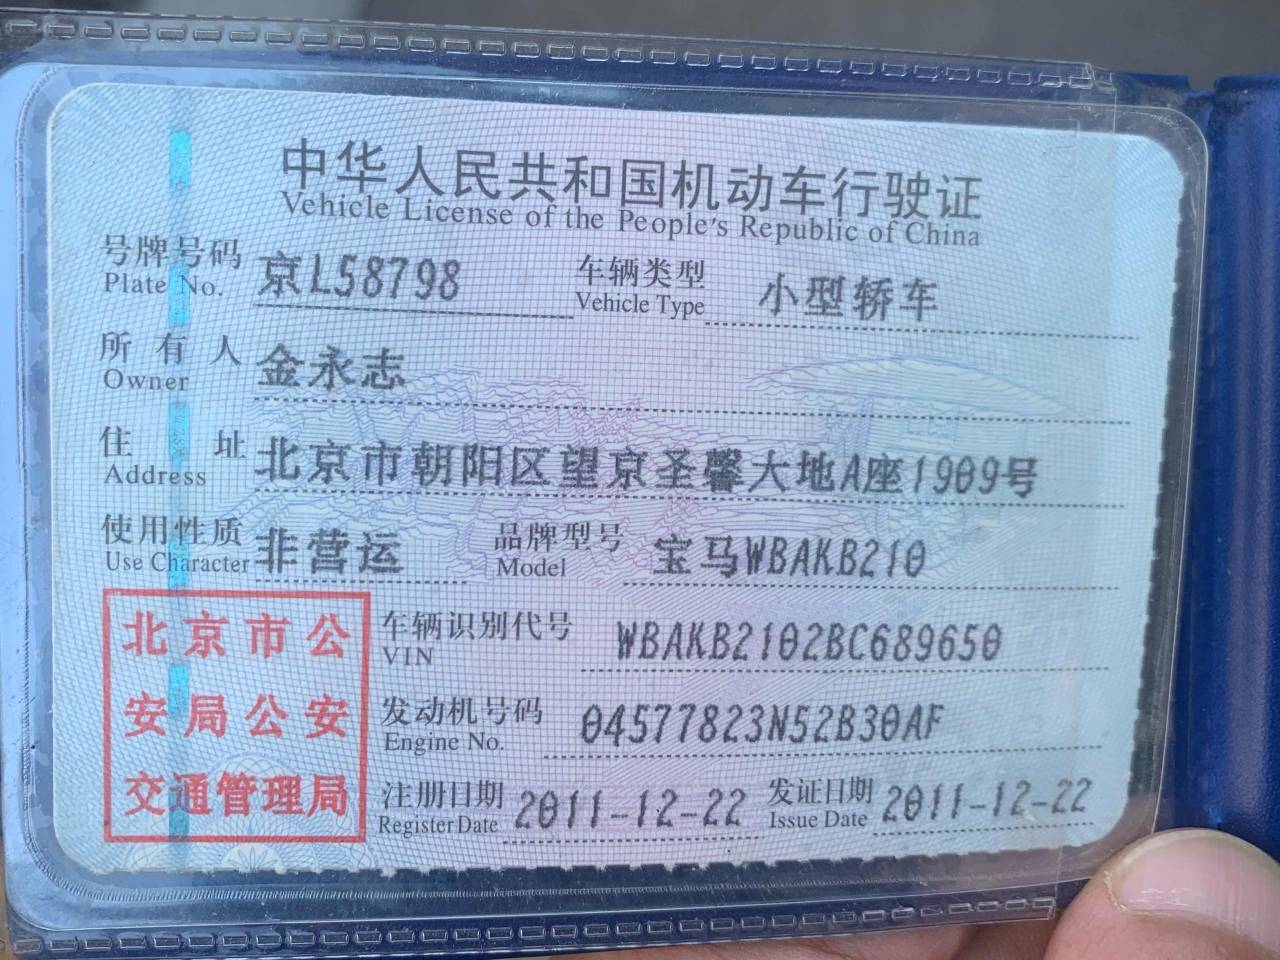 中华人民共和国机动车行驶证
Vehicle License of the People's Republic of China
号牌号码 京L58798 车辆类型 小型轿车
Plate No. Vehicle Type
所有人 金永志
Owner
住址 北京市朝阳区望京圣馨大地A座1909号
Address
使用性质 非营运 品牌型号 宝马WBAKB210
Use Character Model
北京市公
安局公安
交通管理局
车辆识别代号 WBAKB2102BC689650
VIN
发动机号码 04577823N52B30AF
Engine No.
注册日期 2011-12-22 发证日期 2011-12-22
Register Date Issue Date